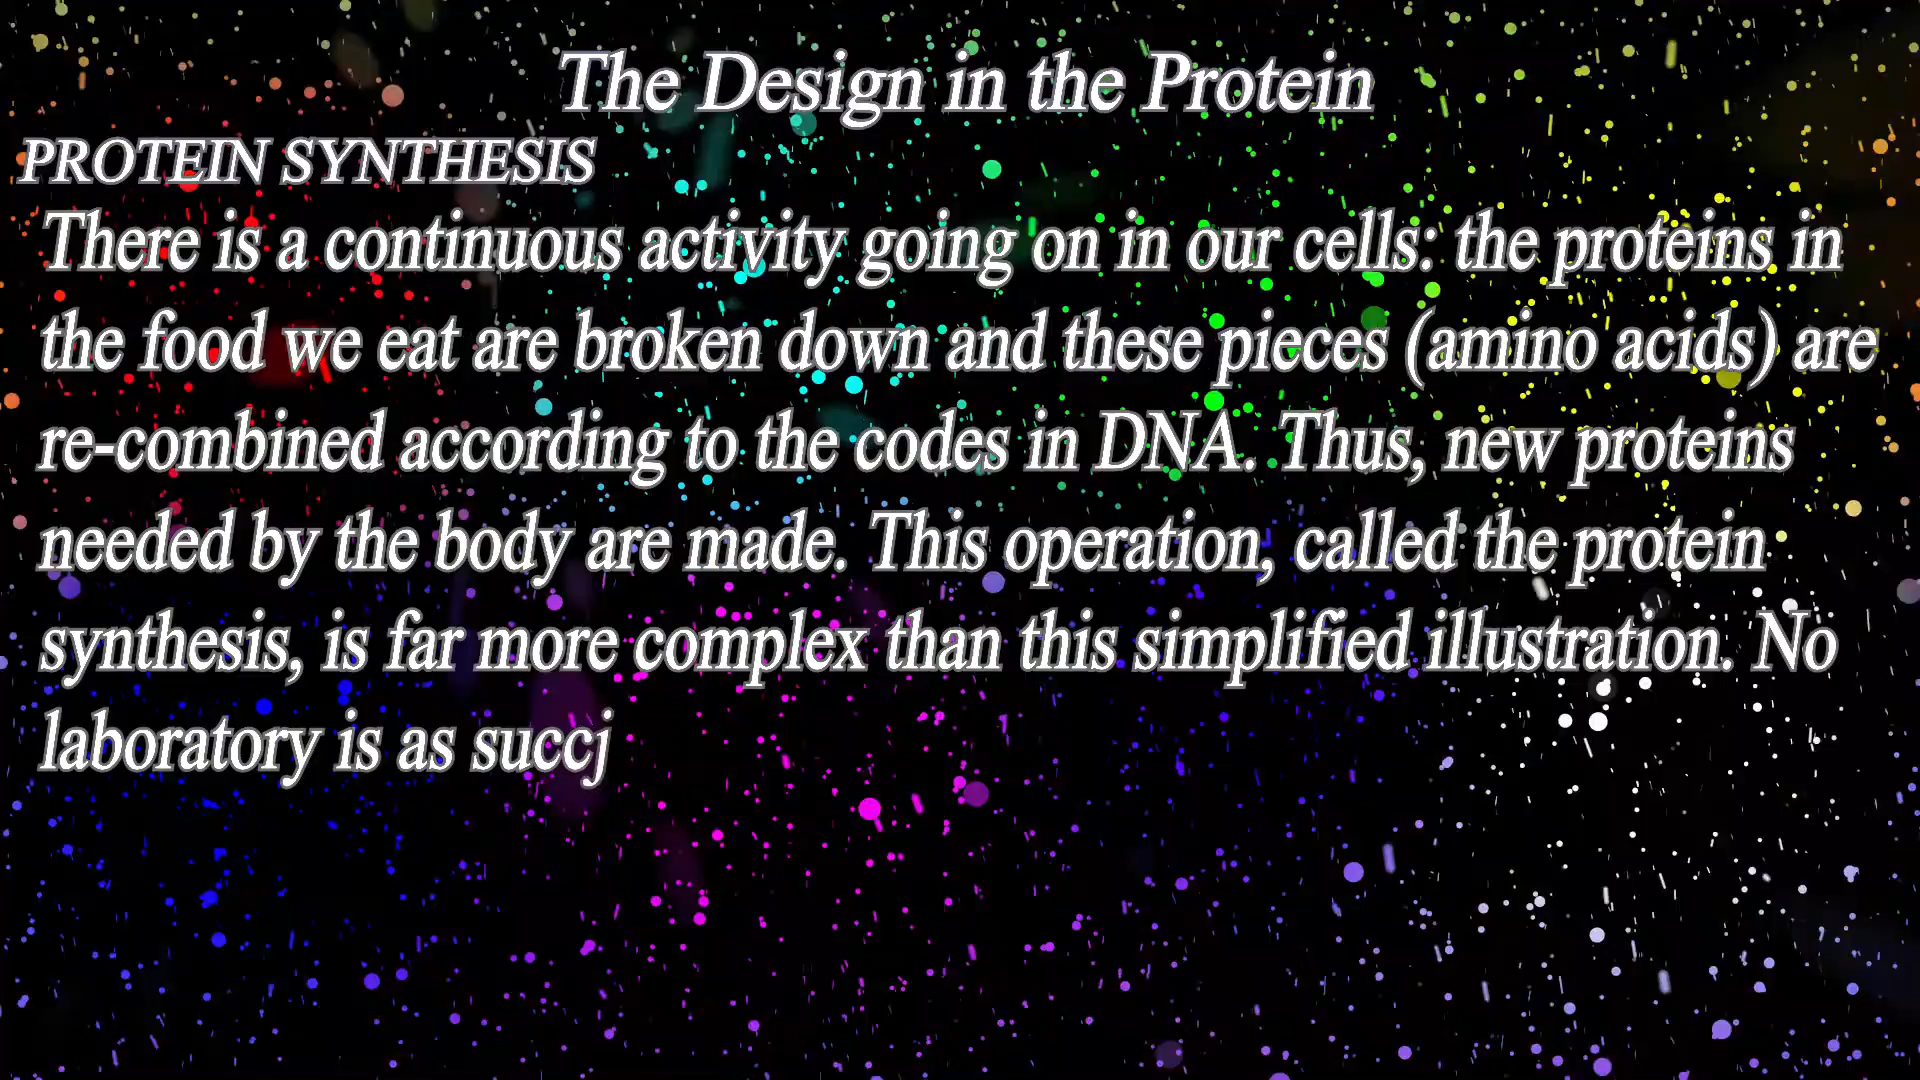 The Design in the Protein
PROTEIN SYNTHESIS
There is a continuous activity going on in our cells: the proteins in
the food we eat are broken down and these pieces (amino acids) are
re-combined according to the codes in DNA. Thus, new proteins
needed by the body are made. This operation, called the protein
synthesis, is far more complex than this simplified illustration. No
laboratory is as succj